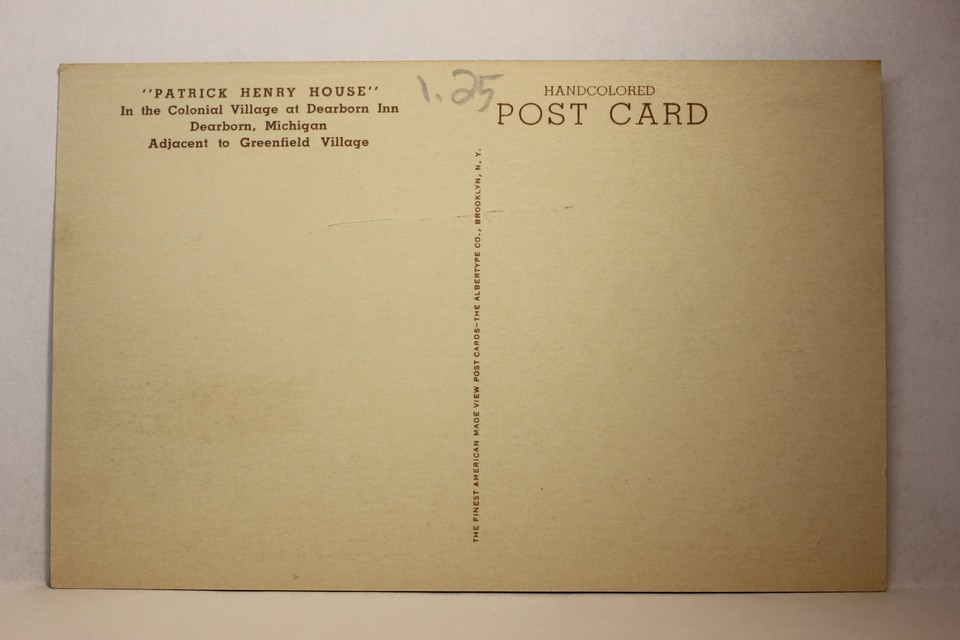 ''PATRICK HENRY HOUSE''
In the Colonial Village at Dearborn Inn
Dearborn, Michigan
Adjacent to Greenfield Village
1.25
HANDCOLORED
POST CARD
THE FINEST AMERICAN MADE VIEW POST CARDS—THE ALBERTYPE CO., BROOKLYN, N. Y.